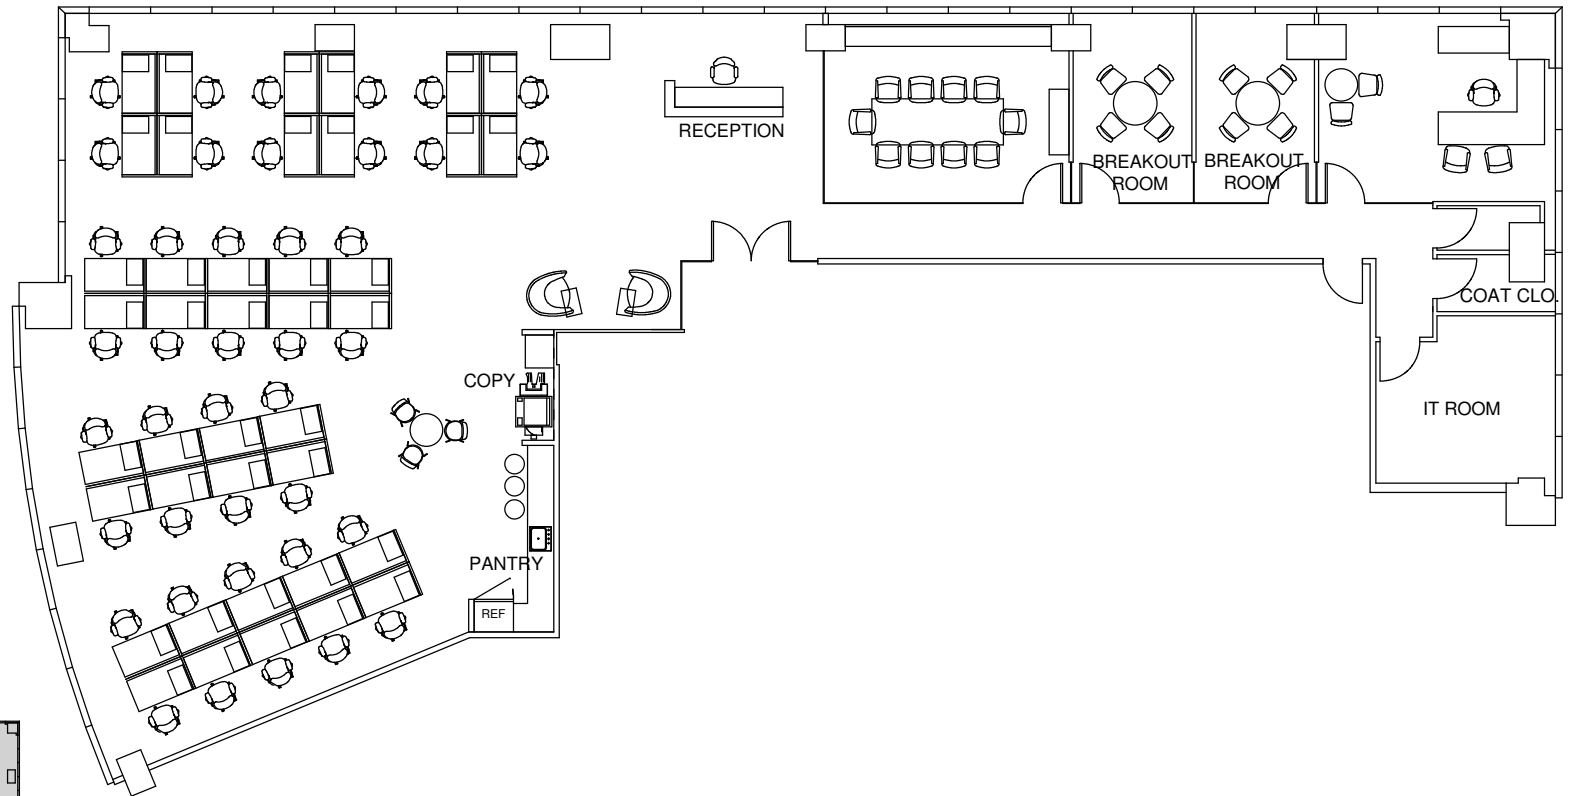 RECEPTION
BREAKOUT
ROOM
BREAKOUT
ROOM
COAT CLO.
COPY
IT ROOM
PANTRY
REF